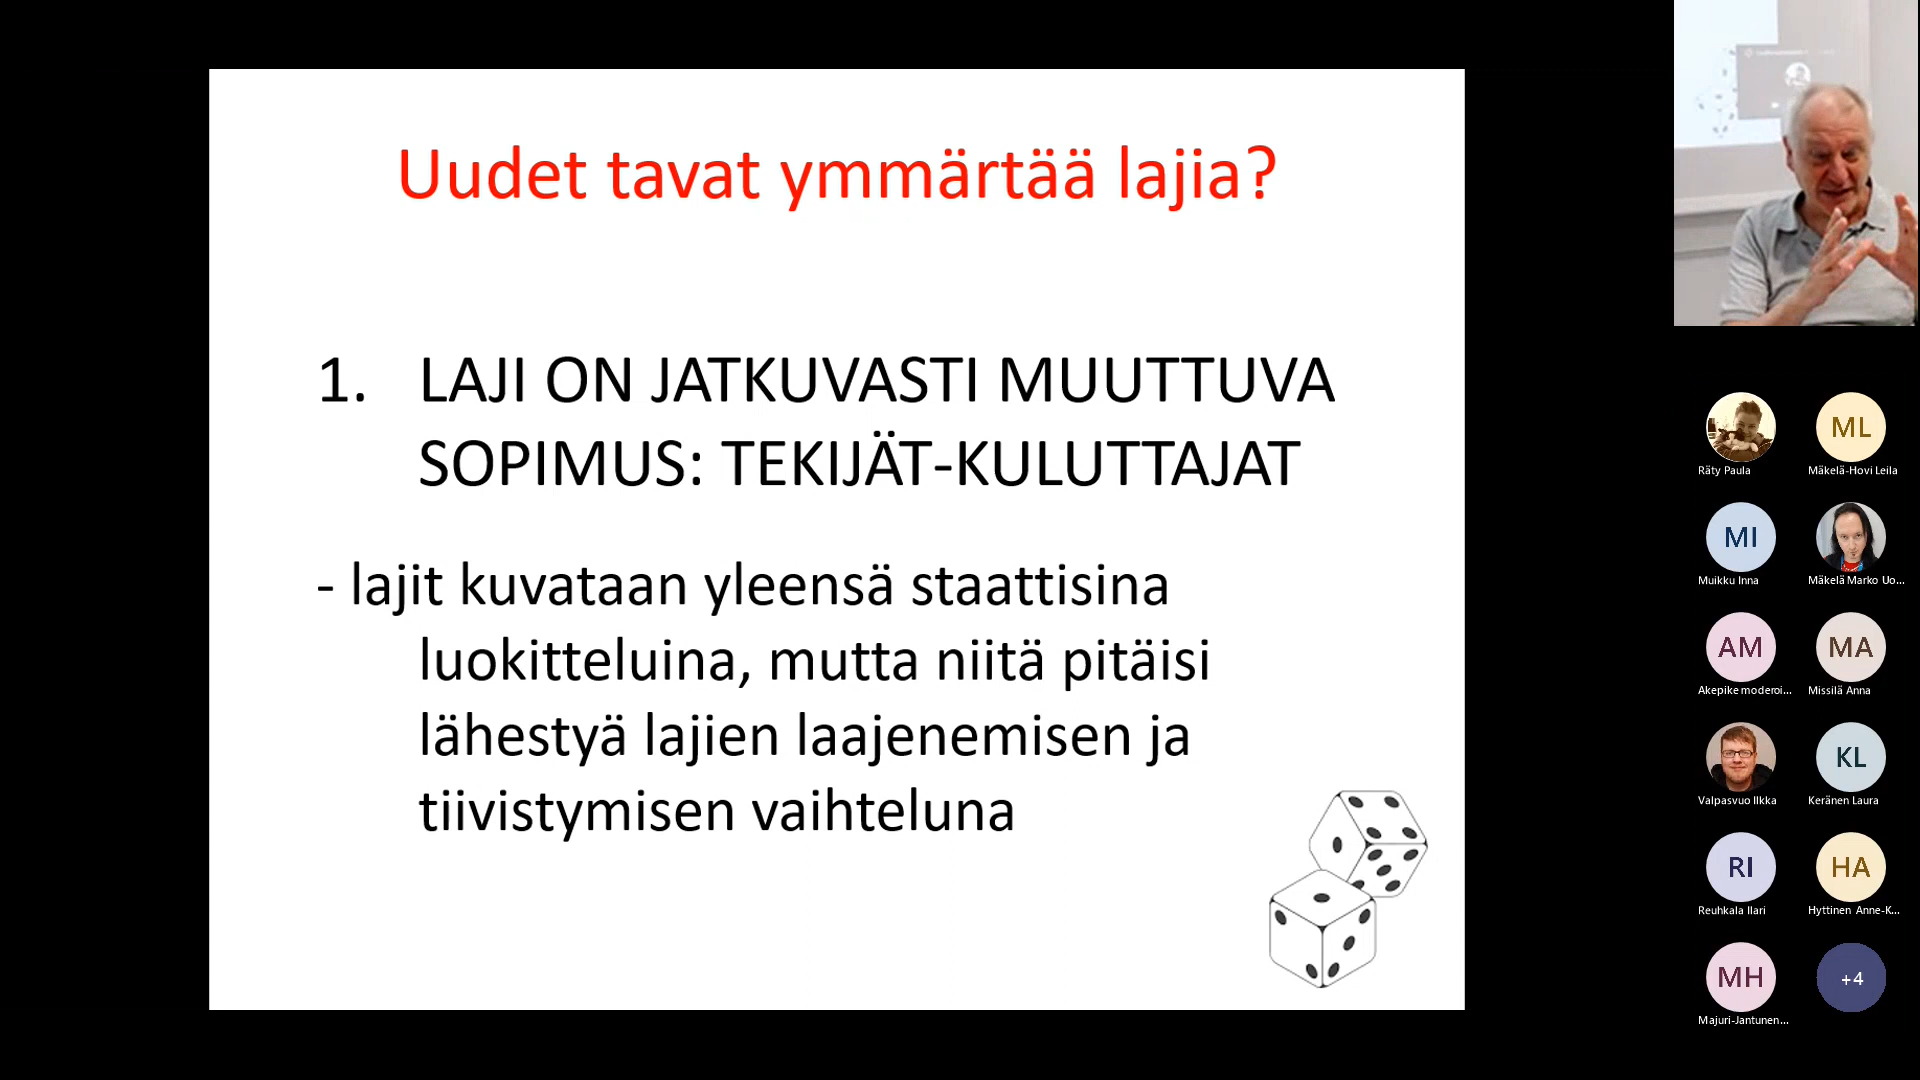 Uudet tavat ymmärtää lajia?
1. LAJI ON JATKUVASTI MUUTTUVA
SOPIMUS: TEKIJÄT-KULUTTAJAT
- lajit kuvataan yleensä staattisina
luokitteluina, mutta niitä pitäisi
lähestyä lajien laajenemisen ja
tiivistymisen vaihteluna
Räty Paula
ML
Mäkelä-Hovi Leila
MI
Muikku Inna
Mäkelä Marko Uo...
AM
Akepike moderoi...
MA
Missilä Anna
Valpasvuo Ilkka
KL
Keränen Laura
RI
Reuhkala Ilari
HA
Hyttinen Anne-K...
MH
Majuri-Jantunen...
+4